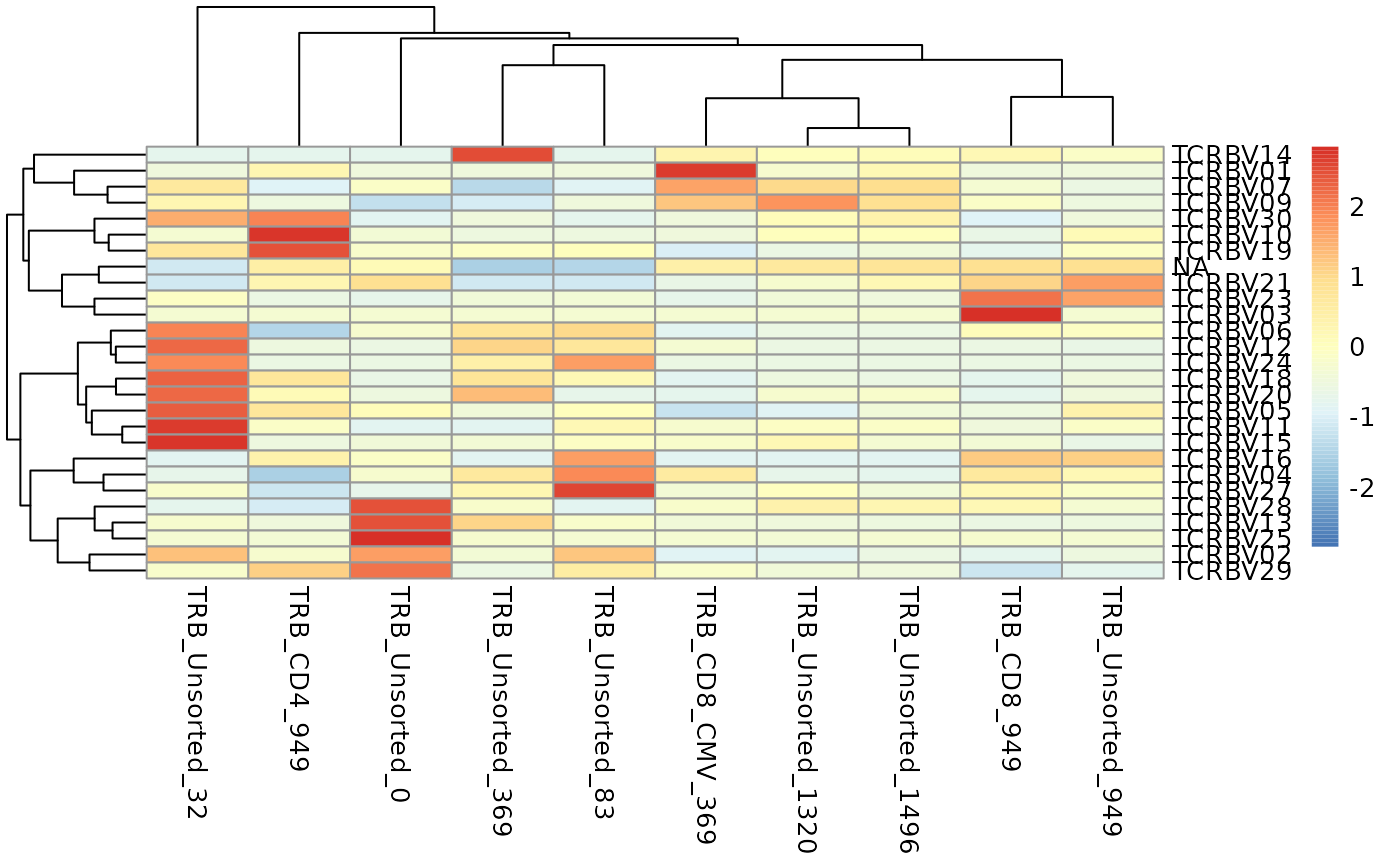 TCRBV14
TCRBV01
TCRBV07
TCRBV09
TCRBV30
TCRBV10
TCRBV19
NA
TCRBV21
TCRBV23
TCRBV03
TCRBV06
TCRBV12
TCRBV24
TCRBV18
TCRBV20
TCRBV05
TCRBV11
TCRBV15
TCRBV16
TCRBV04
TCRBV27
TCRBV28
TCRBV13
TCRBV25
TCRBV02
TCRBV29
2
1
0
-1
-2
TRB_Unsorted_32
TRB_CD4_949
TRB_Unsorted_0
TRB_Unsorted_369
TRB_Unsorted_83
TRB_CD8_CMV_369
TRB_Unsorted_1320
TRB_Unsorted_1496
TRB_CD8_949
TRB_Unsorted_949